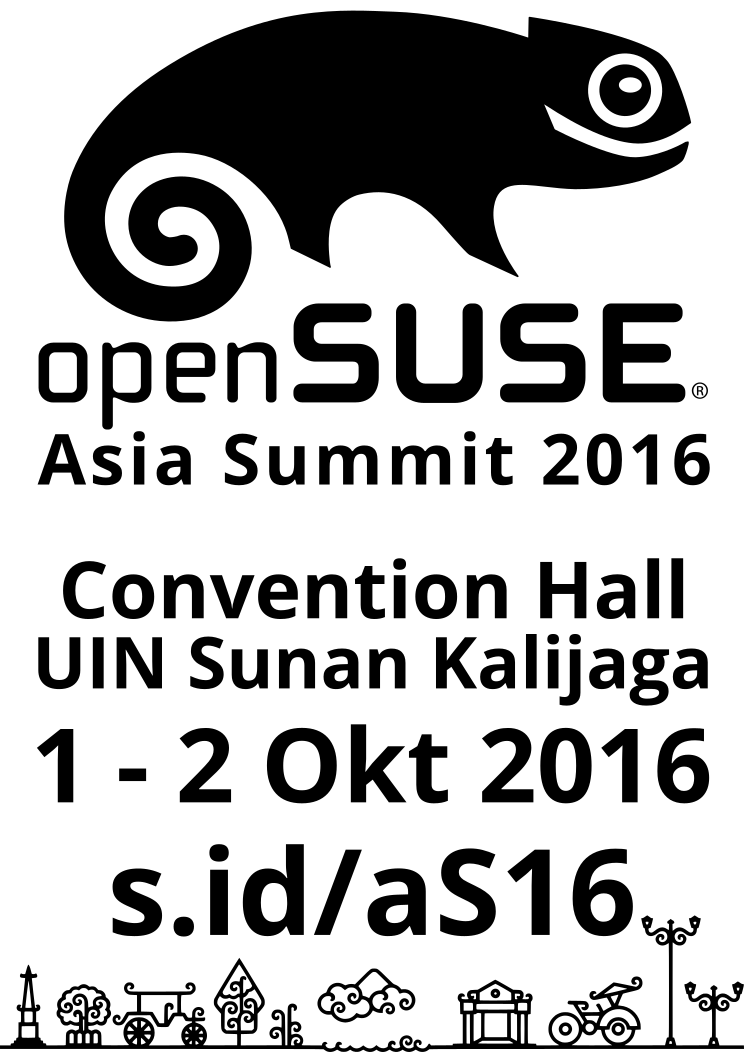 openSUSE®
Asia Summit 2016
Convention Hall
UIN Sunan Kalijaga
1 - 2 Okt 2016
s.id/aS16